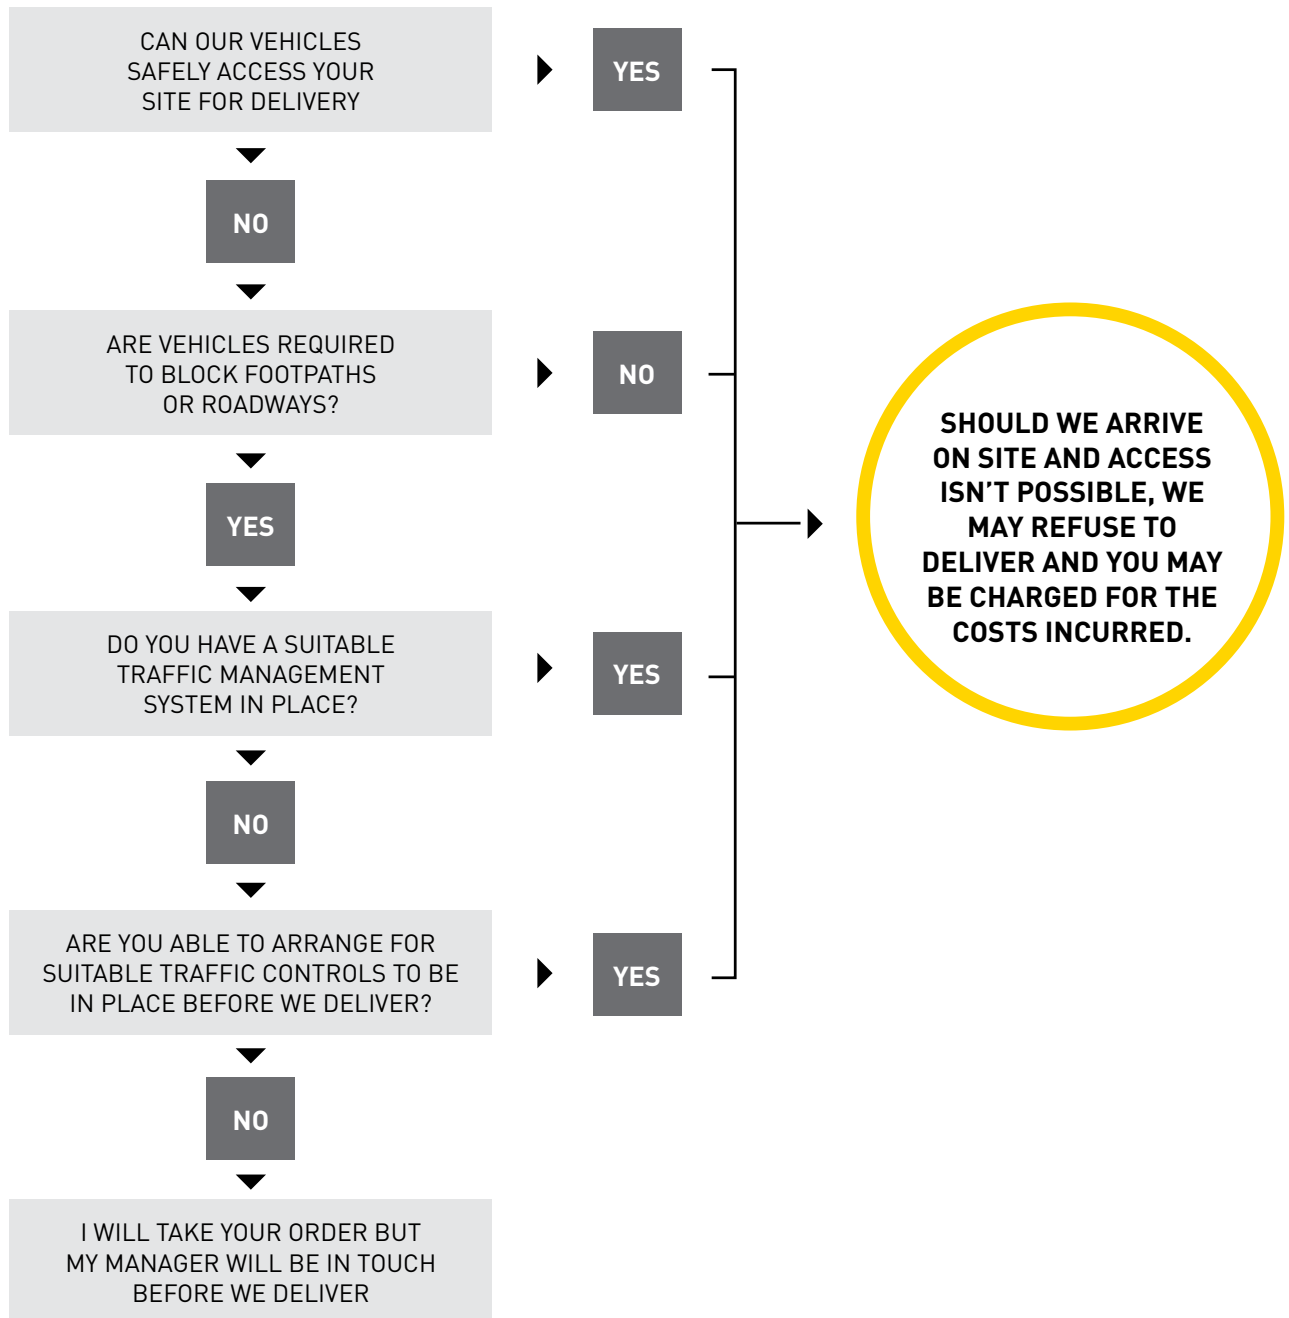 CAN OUR VEHICLES
SAFELY ACCESS YOUR
SITE FOR DELIVERY
YES
NO
ARE VEHICLES REQUIRED
TO BLOCK FOOTPATHS
OR ROADWAYS?
NO
YES
DO YOU HAVE A SUITABLE
TRAFFIC MANAGEMENT
SYSTEM IN PLACE?
YES
NO
ARE YOU ABLE TO ARRANGE FOR
SUITABLE TRAFFIC CONTROLS TO BE
IN PLACE BEFORE WE DELIVER?
YES
NO
I WILL TAKE YOUR ORDER BUT
MY MANAGER WILL BE IN TOUCH
BEFORE WE DELIVER
SHOULD WE ARRIVE
ON SITE AND ACCESS
ISN'T POSSIBLE, WE
MAY REFUSE TO
DELIVER AND YOU MAY
BE CHARGED FOR THE
COSTS INCURRED.